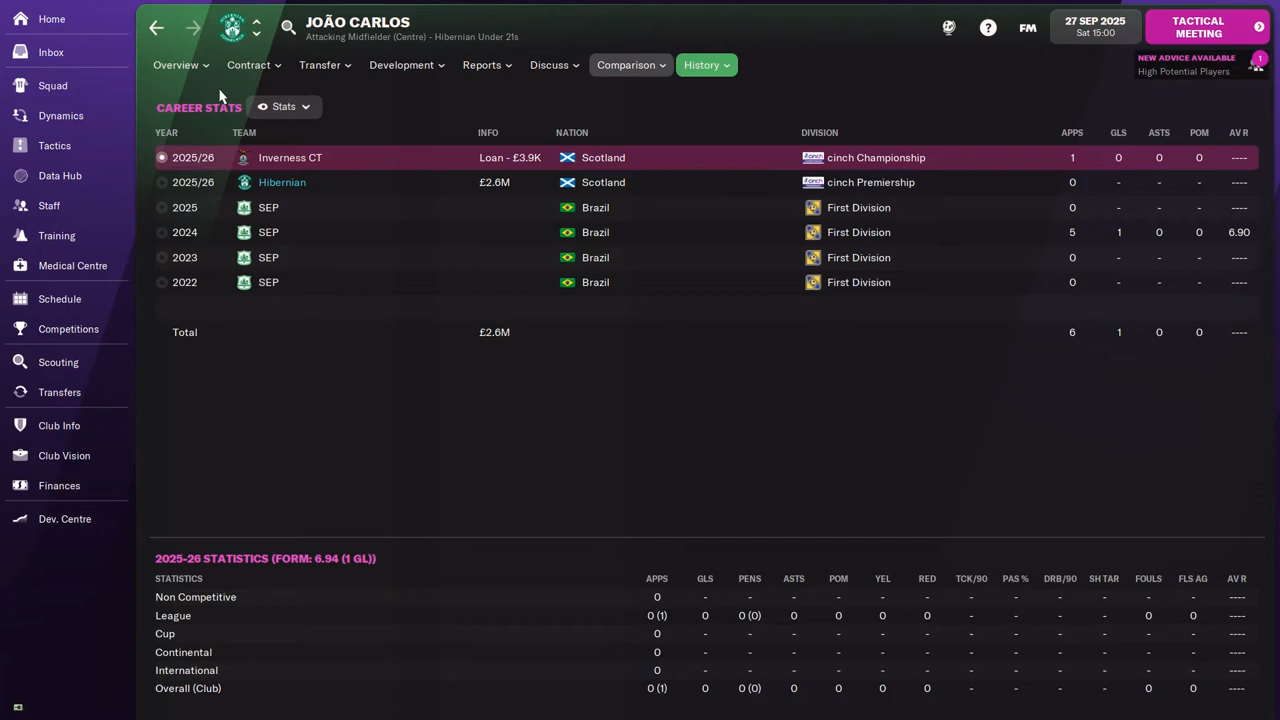 Home
Inbox
Squad
Dynamics
Tactics
Data Hub
Staff
Training
Medical Centre
Schedule
Competitions
Scouting
Transfers
Club Info
Club Vision
Finances
Dev. Centre
JOÃO CARLOS
Attacking Midfielder (Centre) - Hibernian Under 21s
FM
27 SEP 2025
Sat 15:00
TACTICAL MEETING
NEW ADVICE AVAILABLE 1
High Potential Players
Overview Contract Transfer Development Reports Discuss Comparison History
CAREER STATS Stats
YEAR TEAM INFO NATION DIVISION APPS GLS ASTS POM AV R
2025/26 Inverness CT Loan - £3.9K Scotland cinch Championship 1 0 0 0 ----
2025/26 Hibernian £2.6M Scotland cinch Premiership 0 - - - ----
2025 SEP Brazil First Division 0 - - - ----
2024 SEP Brazil First Division 5 1 0 0 6.90
2023 SEP Brazil First Division 0 - - - ----
2022 SEP Brazil First Division 0 - - - ----
Total £2.6M 6 1 0 0 ----
2025-26 STATISTICS (FORM: 6.94 (1 GL))
STATISTICS APPS GLS PENS ASTS POM YEL RED TCK/90 PAS % DRB/90 SH TAR FOULS FLS AG AV R
Non Competitive 0 - - - - - - - - - - - - ----
League 0 (1) 0 0 (0) 0 0 0 0 - - - - 0 0 ----
Cup 0 - - - - - - - - - - - - ----
Continental 0 - - - - - - - - - - - - ----
International 0 - - - - - - - - - - - - ----
Overall (Club) 0 (1) 0 0 (0) 0 0 0 0 - - - - 0 0 ----